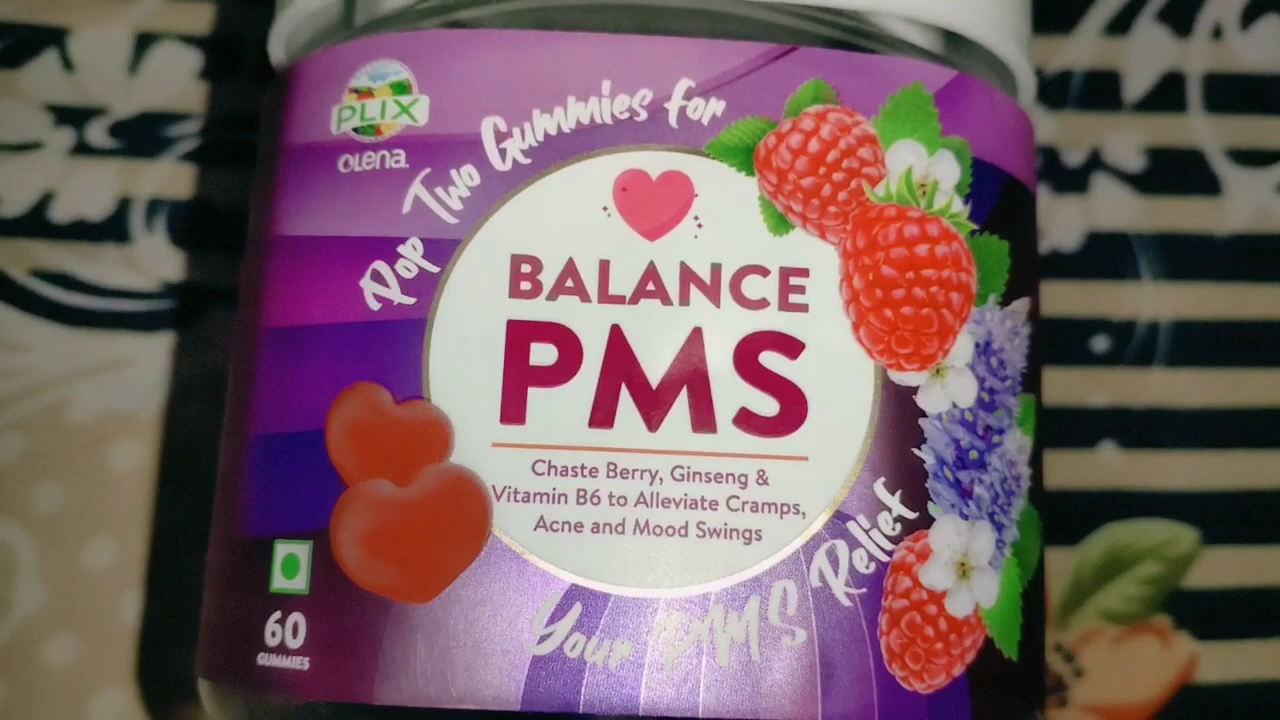 PLIX
OLENA
Pop Two Gummies for
BALANCE
PMS
Chaste Berry, Ginseng &
Vitamin B6 to Alleviate Cramps,
Acne and Mood Swings
Your PMS Relief
60
GUMMIES